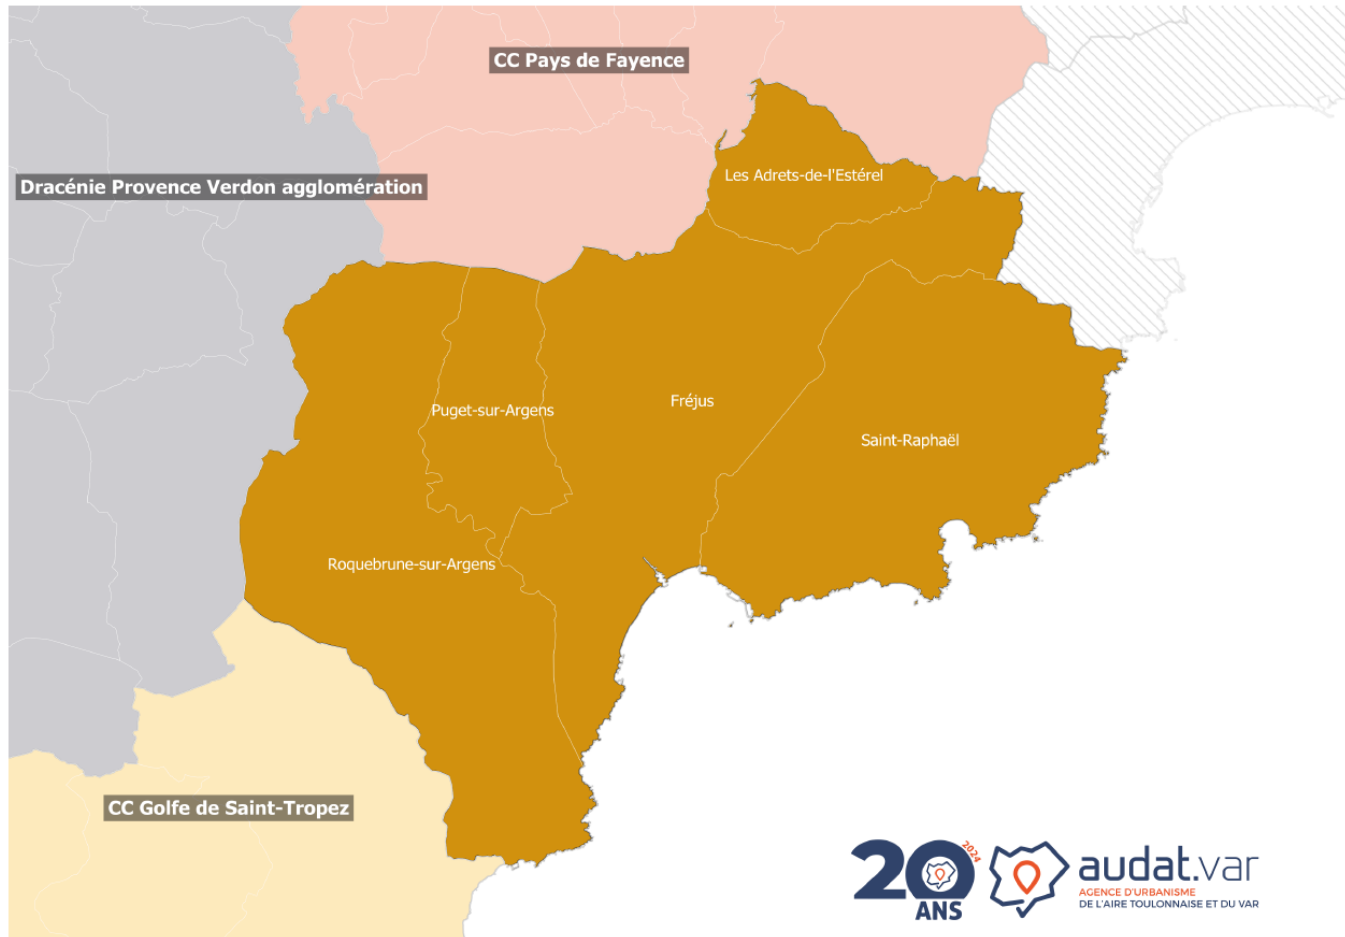 CC Pays de Fayence
Dracénie Provence Verdon agglomération
Les Adrets-de-l'Estérel
Puget-sur-Argens
Fréjus
Saint-Raphaël
Roquebrune-sur-Argens
CC Golfe de Saint-Tropez
20
2024
ANS
audat.var
AGENCE D'URBANISME
DE L'AIRE TOULONNAISE ET DU VAR